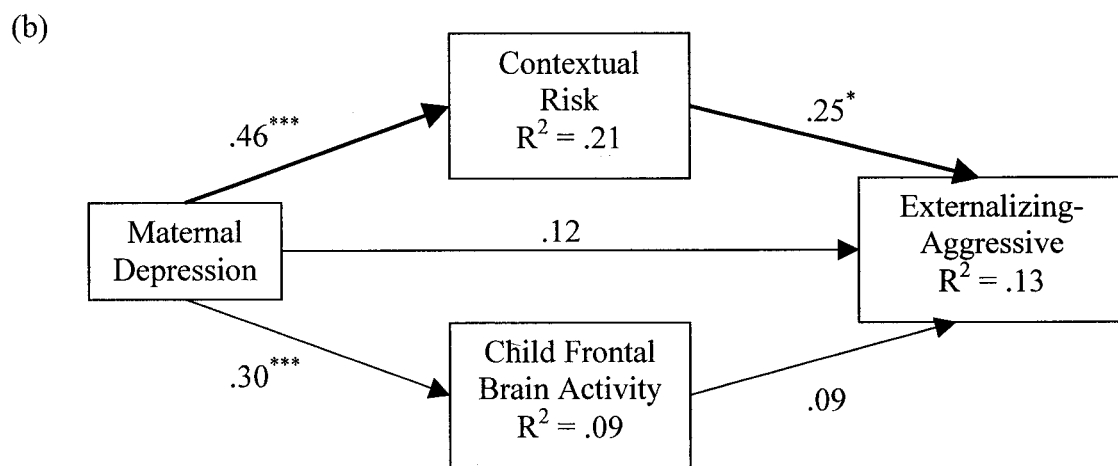 (b)
Contextual
Risk
R² = .21
.46***
.25*
Maternal
Depression
.12
Externalizing-
Aggressive
R² = .13
.30***
Child Frontal
Brain Activity
R² = .09
.09